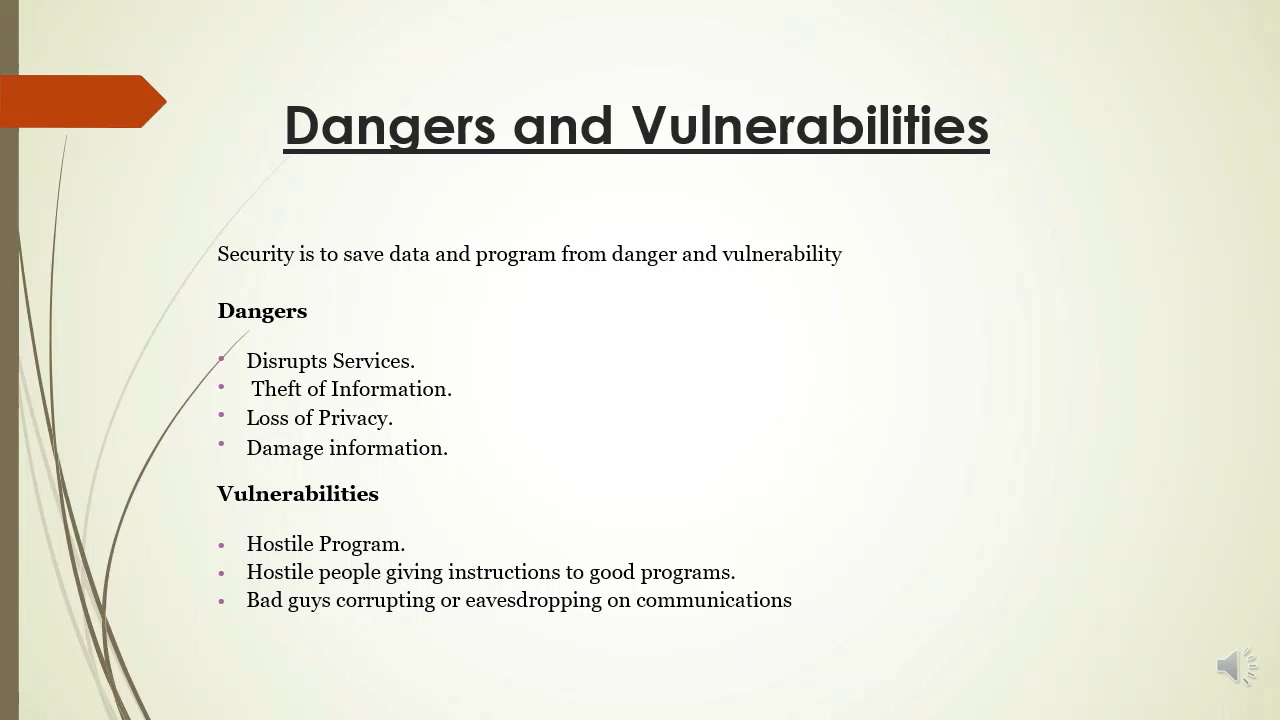 Dangers and Vulnerabilities
Security is to save data and program from danger and vulnerability
Dangers
• Disrupts Services.
• Theft of Information.
• Loss of Privacy.
• Damage information.
Vulnerabilities
• Hostile Program.
• Hostile people giving instructions to good programs.
• Bad guys corrupting or eavesdropping on communications